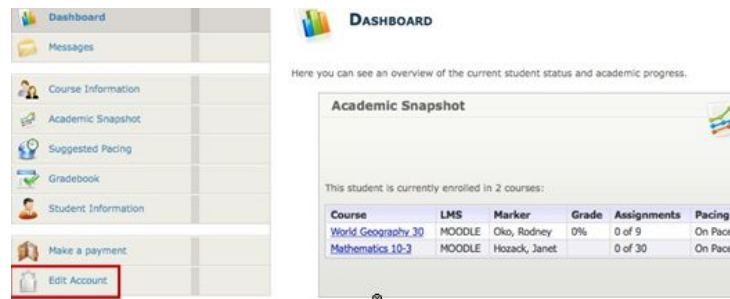 Dashboard
Messages
Course Information
Academic Snapshot
Suggested Pacing
Gradebook
Student Information
Make a payment
Edit Account
DASHBOARD
Here you can see an overview of the current student status and academic progress.
Academic Snapshot
This student is currently enrolled in 2 courses:
Course LMS Marker Grade Assignments Pacing
World Geography 30 MOODLE Oko, Rodney 0% 0 of 9 On Pace
Mathematics 10-3 MOODLE Hozack, Janet 0 of 30 On Pace